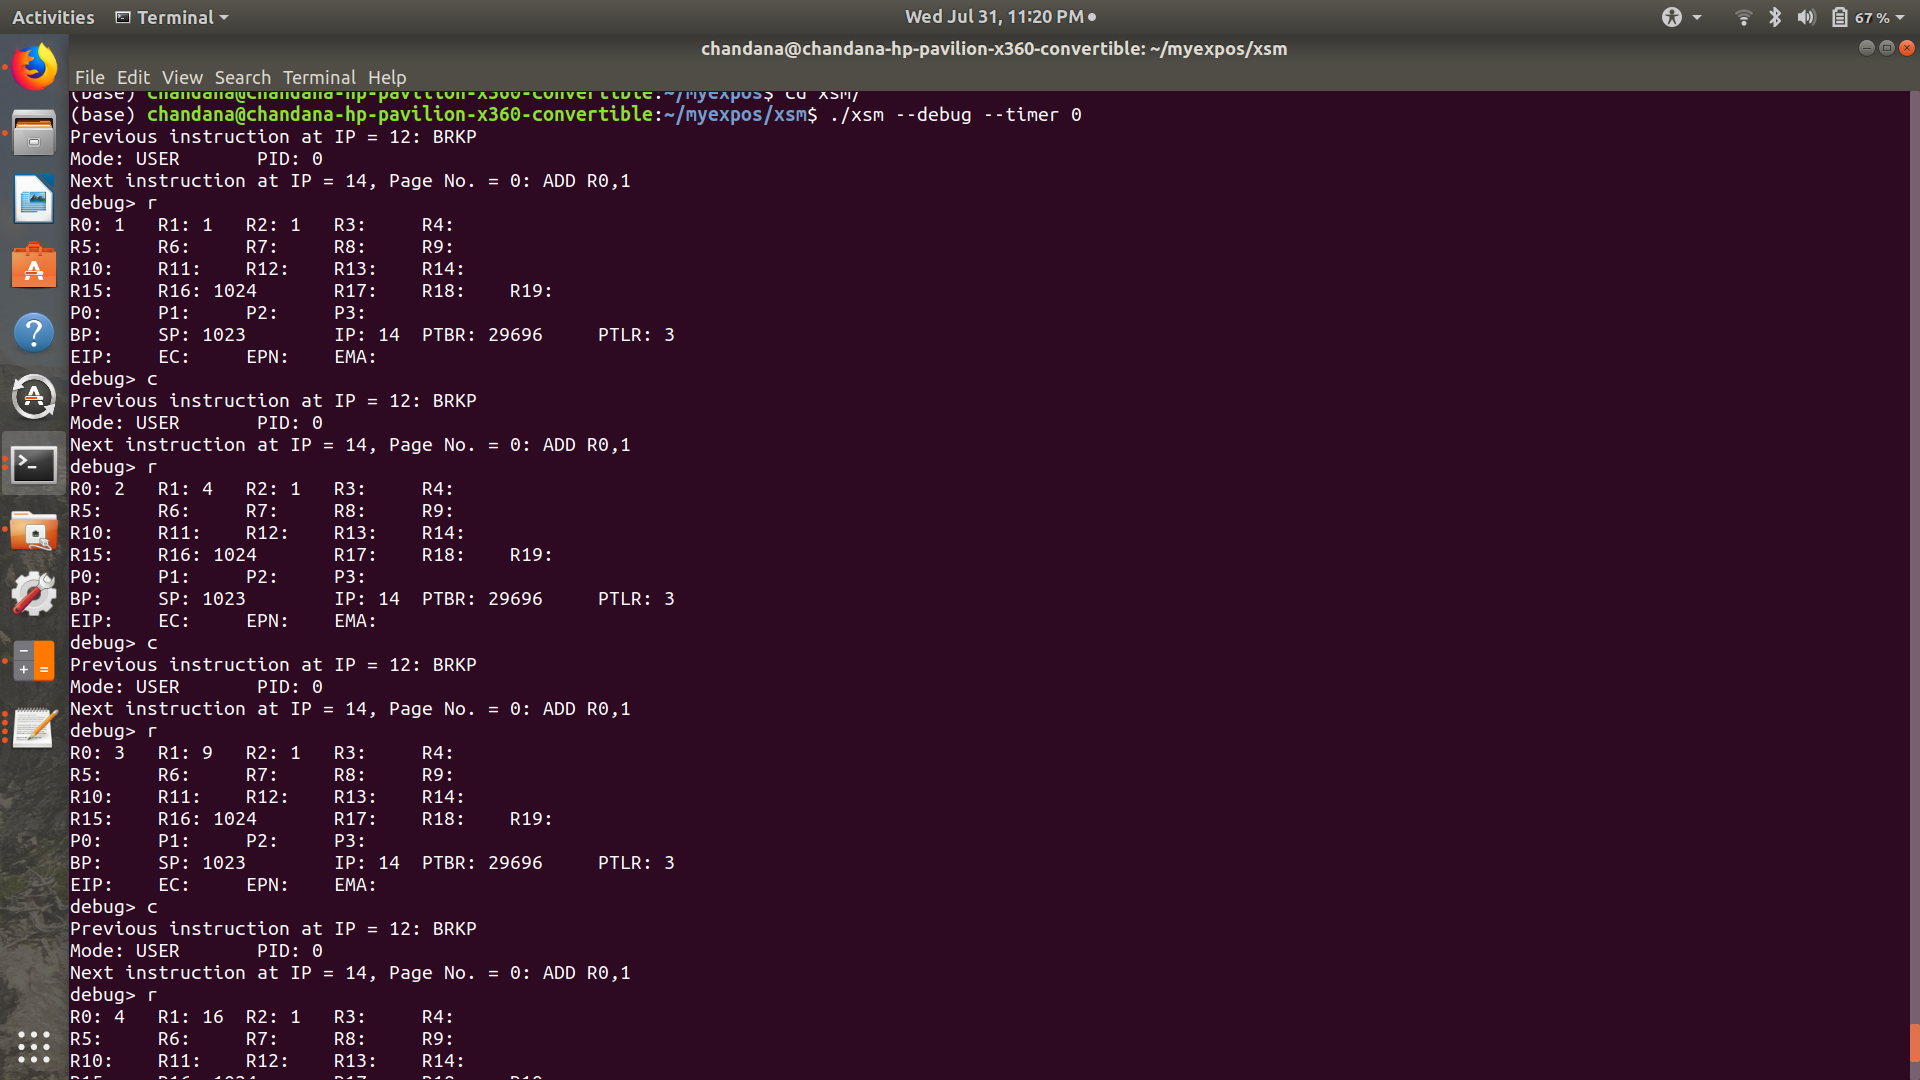 Activities Terminal Wed Jul 31, 11:20 PM 67 %
chandana@chandana-hp-pavilion-x360-convertible: ~/myexpos/xsm
File Edit View Search Terminal Help
(base) chandana@chandana-hp-pavilion-x360-convertible:~/myexpos$ cd xsm/
(base) chandana@chandana-hp-pavilion-x360-convertible:~/myexpos/xsm$ ./xsm --debug --timer 0
Previous instruction at IP = 12: BRKP
Mode: USER PID: 0
Next instruction at IP = 14, Page No. = 0: ADD R0,1
debug> r
R0: 1 R1: 1 R2: 1 R3: R4:
R5: R6: R7: R8: R9:
R10: R11: R12: R13: R14:
R15: R16: 1024 R17: R18: R19:
P0: P1: P2: P3:
BP: SP: 1023 IP: 14 PTBR: 29696 PTLR: 3
EIP: EC: EPN: EMA:
debug> c
Previous instruction at IP = 12: BRKP
Mode: USER PID: 0
Next instruction at IP = 14, Page No. = 0: ADD R0,1
debug> r
R0: 2 R1: 4 R2: 1 R3: R4:
R5: R6: R7: R8: R9:
R10: R11: R12: R13: R14:
R15: R16: 1024 R17: R18: R19:
P0: P1: P2: P3:
BP: SP: 1023 IP: 14 PTBR: 29696 PTLR: 3
EIP: EC: EPN: EMA:
debug> c
Previous instruction at IP = 12: BRKP
Mode: USER PID: 0
Next instruction at IP = 14, Page No. = 0: ADD R0,1
debug> r
R0: 3 R1: 9 R2: 1 R3: R4:
R5: R6: R7: R8: R9:
R10: R11: R12: R13: R14:
R15: R16: 1024 R17: R18: R19:
P0: P1: P2: P3:
BP: SP: 1023 IP: 14 PTBR: 29696 PTLR: 3
EIP: EC: EPN: EMA:
debug> c
Previous instruction at IP = 12: BRKP
Mode: USER PID: 0
Next instruction at IP = 14, Page No. = 0: ADD R0,1
debug> r
R0: 4 R1: 16 R2: 1 R3: R4:
R5: R6: R7: R8: R9:
R10: R11: R12: R13: R14: